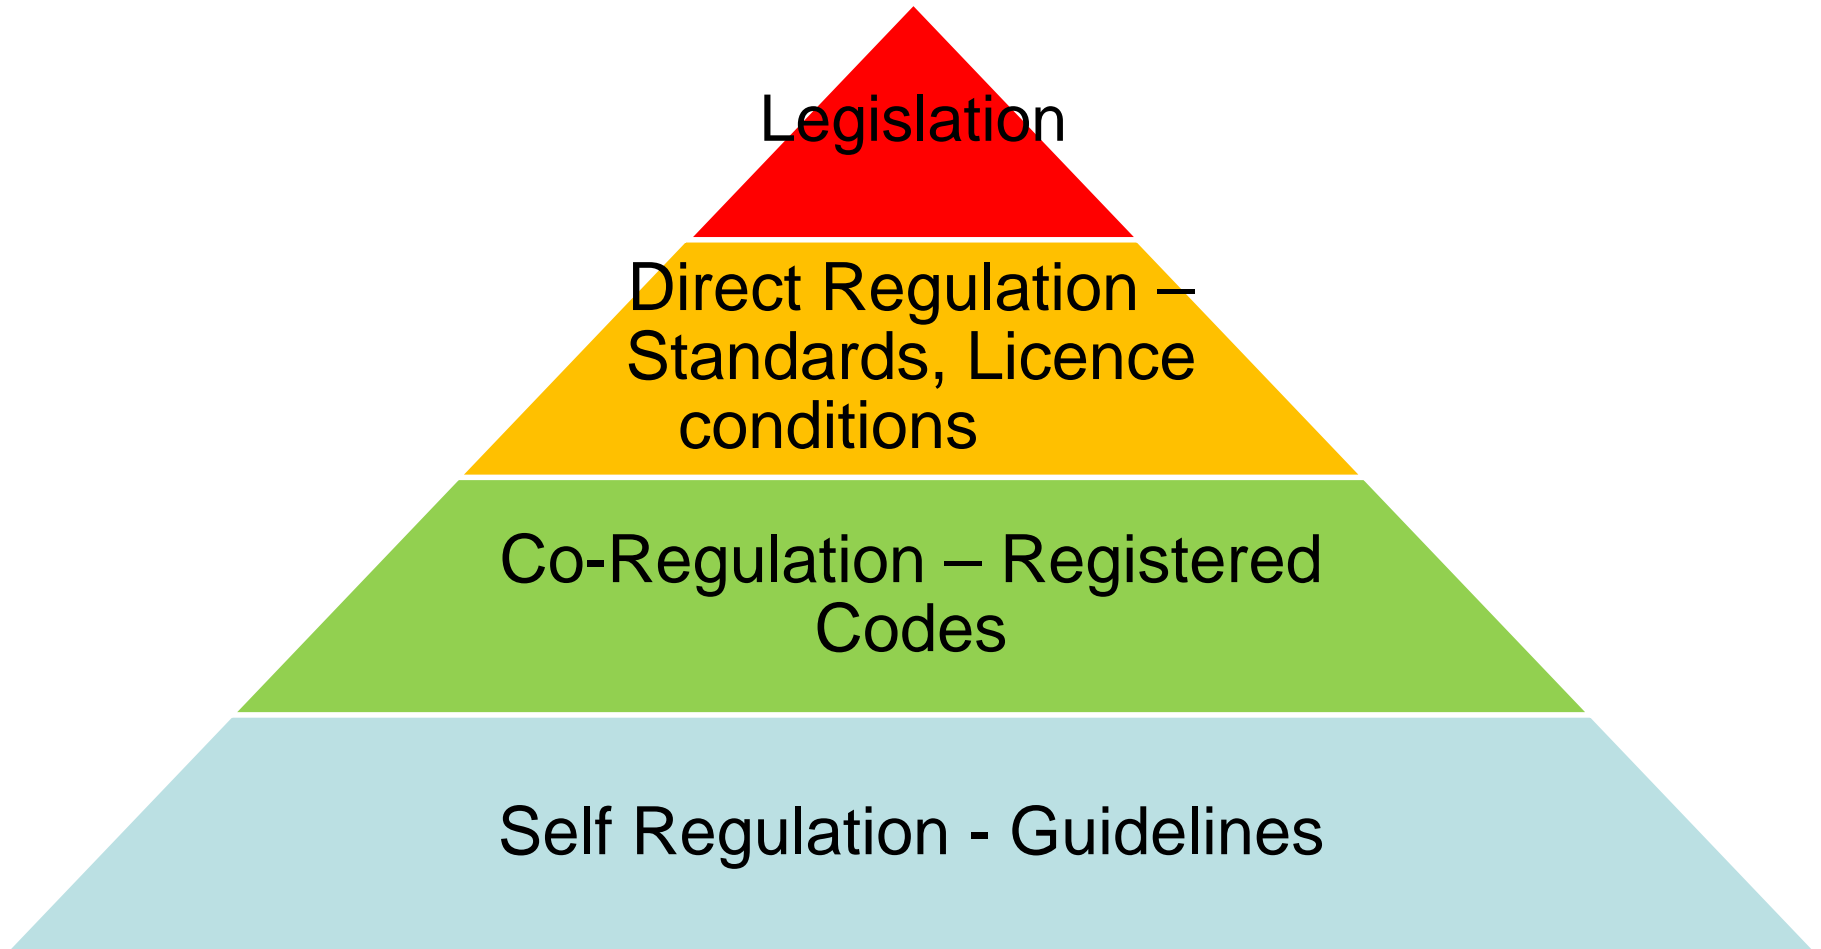 Legislation
Direct Regulation –
Standards, Licence
conditions
Co-Regulation – Registered
Codes
Self Regulation - Guidelines